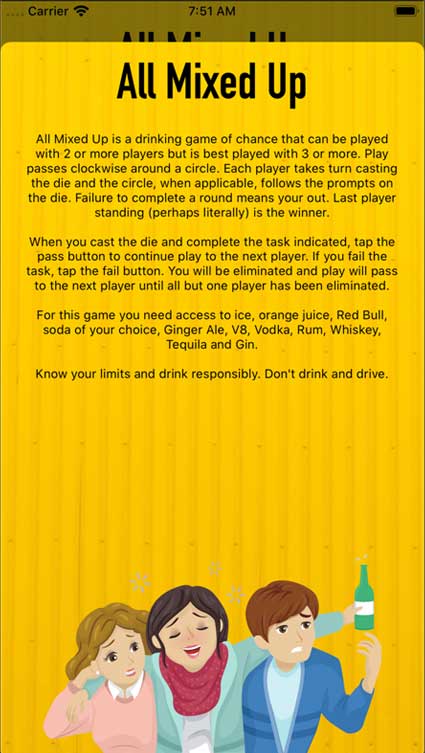 Carrier 7:51 AM
All Mixed Up
All Mixed Up
All Mixed Up is a drinking game of chance that can be played
with 2 or more players but is best played with 3 or more. Play
passes clockwise around a circle. Each player takes turn casting
the die and the circle, when applicable, follows the prompts on
the die. Failure to complete a round means your out. Last player
standing (perhaps literally) is the winner.
When you cast the die and complete the task indicated, tap the
pass button to continue play to the next player. If you fail the
task, tap the fail button. You will be eliminated and play will pass
to the next player until all but one player has been eliminated.
For this game you need access to ice, orange juice, Red Bull,
soda of your choice, Ginger Ale, V8, Vodka, Rum, Whiskey,
Tequila and Gin.
Know your limits and drink responsibly. Don't drink and drive.